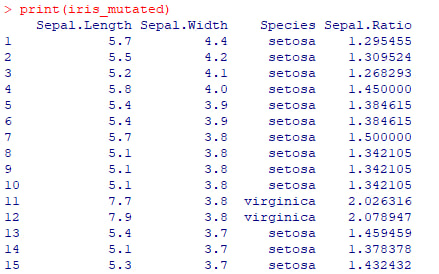 > print(iris_mutated)
Sepal.Length Sepal.Width Species Sepal.Ratio
1 5.7 4.4 setosa 1.295455
2 5.5 4.2 setosa 1.309524
3 5.2 4.1 setosa 1.268293
4 5.8 4.0 setosa 1.450000
5 5.4 3.9 setosa 1.384615
6 5.4 3.9 setosa 1.384615
7 5.7 3.8 setosa 1.500000
8 5.1 3.8 setosa 1.342105
9 5.1 3.8 setosa 1.342105
10 5.1 3.8 setosa 1.342105
11 7.7 3.8 virginica 2.026316
12 7.9 3.8 virginica 2.078947
13 5.4 3.7 setosa 1.459459
14 5.1 3.7 setosa 1.378378
15 5.3 3.7 setosa 1.432432